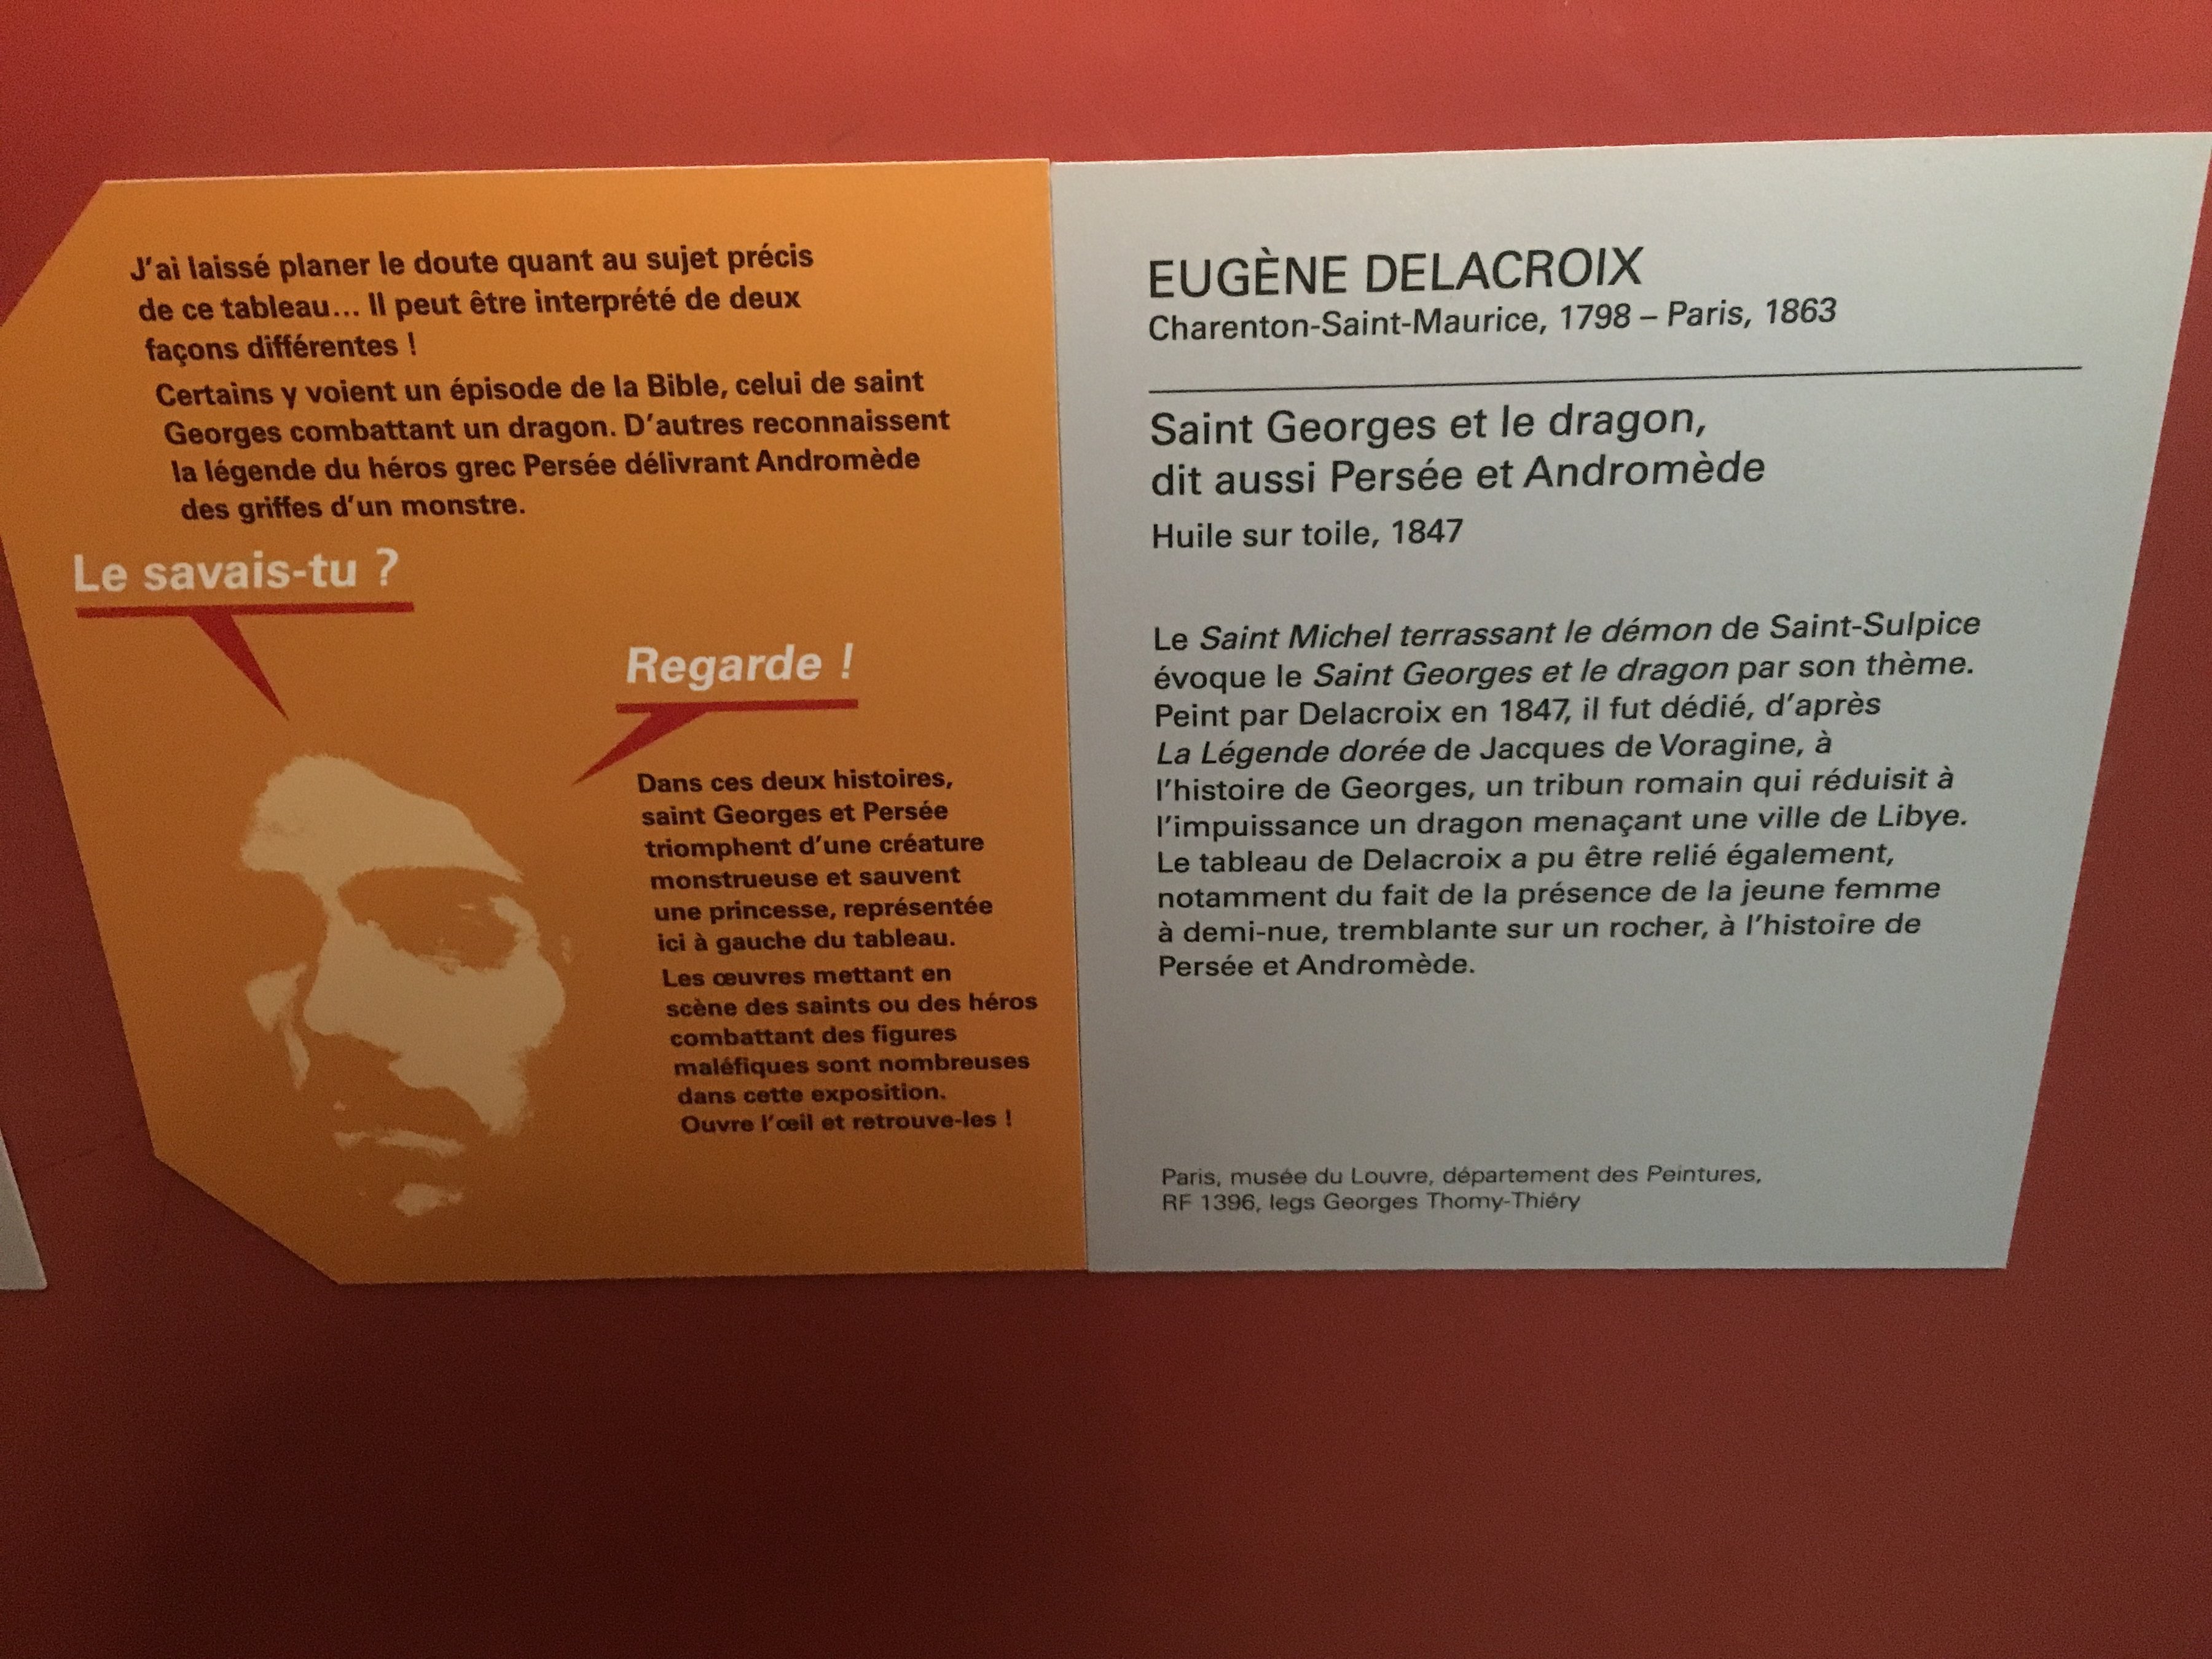 J'ai laissé planer le doute quant au sujet précis
de ce tableau... Il peut être interprété de deux
façons différentes !
Certains y voient un épisode de la Bible, celui de saint
Georges combattant un dragon. D'autres reconnaissent
la légende du héros grec Persée délivrant Andromède
des griffes d'un monstre.
Le savais-tu ?
Regarde !
Dans ces deux histoires,
saint Georges et Persée
triomphent d'une créature
monstrueuse et sauvent
une princesse, représentée
ici à gauche du tableau.
Les œuvres mettant en
scène des saints ou des héros
combattant des figures
maléfiques sont nombreuses
dans cette exposition.
Ouvre l'œil et retrouve-les !
EUGÈNE DELACROIX
Charenton-Saint-Maurice, 1798 – Paris, 1863
Saint Georges et le dragon,
dit aussi Persée et Andromède
Huile sur toile, 1847
Le Saint Michel terrassant le démon de Saint-Sulpice
évoque le Saint Georges et le dragon par son thème.
Peint par Delacroix en 1847, il fut dédié, d'après
La Légende dorée de Jacques de Voragine, à
l'histoire de Georges, un tribun romain qui réduisit à
l'impuissance un dragon menaçant une ville de Libye.
Le tableau de Delacroix a pu être relié également,
notamment du fait de la présence de la jeune femme
à demi-nue, tremblante sur un rocher, à l'histoire de
Persée et Andromède.
Paris, musée du Louvre, département des Peintures,
RF 1396, legs Georges Thomy-Thiéry